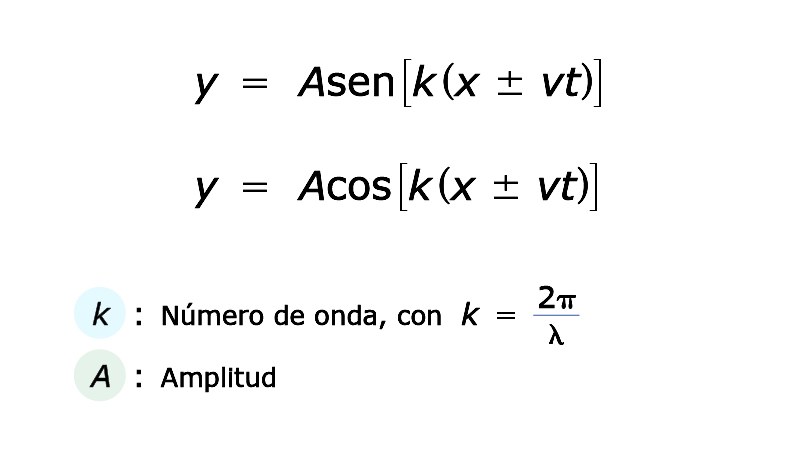 y = Asen[k(x ± vt)]
y = Acos[k(x ± vt)]
k : Número de onda, con k = 2π/λ
A : Amplitud